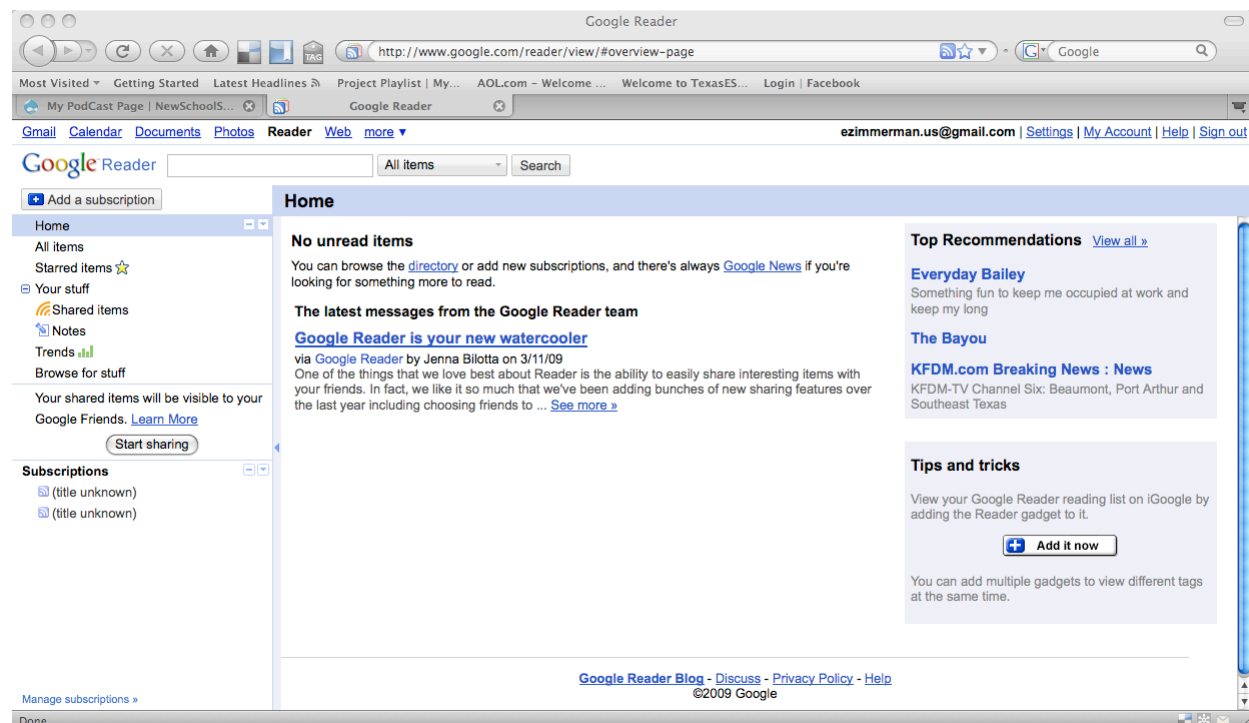 Google Reader
TAG
http://www.google.com/reader/view/#overview-page
G
Google
Most Visited Getting Started Latest Headlines Project Playlist | My... AOL.com – Welcome ... Welcome to TexasES... Login | Facebook
My PodCast Page | NewSchoolS...
Google Reader
Gmail Calendar Documents Photos Reader Web more ▼
ezimmerman.us@gmail.com | Settings | My Account | Help | Sign out
Google Reader
All items
Search
Add a subscription
Home
All items
Starred items
Your stuff
Shared items
Notes
Trends
Browse for stuff
Your shared items will be visible to your
Google Friends. Learn More
Start sharing
Subscriptions
(title unknown)
(title unknown)
Manage subscriptions »
Home
No unread items
You can browse the directory or add new subscriptions, and there's always Google News if you're
looking for something more to read.
The latest messages from the Google Reader team
Google Reader is your new watercooler
via Google Reader by Jenna Bilotta on 3/11/09
One of the things that we love best about Reader is the ability to easily share interesting items with
your friends. In fact, we like it so much that we've been adding bunches of new sharing features over
the last year including choosing friends to ... See more »
Top Recommendations View all »
Everyday Bailey
Something fun to keep me occupied at work and
keep my long
The Bayou
KFDM.com Breaking News : News
KFDM-TV Channel Six: Beaumont, Port Arthur and
Southeast Texas
Tips and tricks
View your Google Reader reading list on iGoogle by
adding the Reader gadget to it.
Add it now
You can add multiple gadgets to view different tags
at the same time.
Google Reader Blog - Discuss - Privacy Policy - Help
©2009 Google
Done